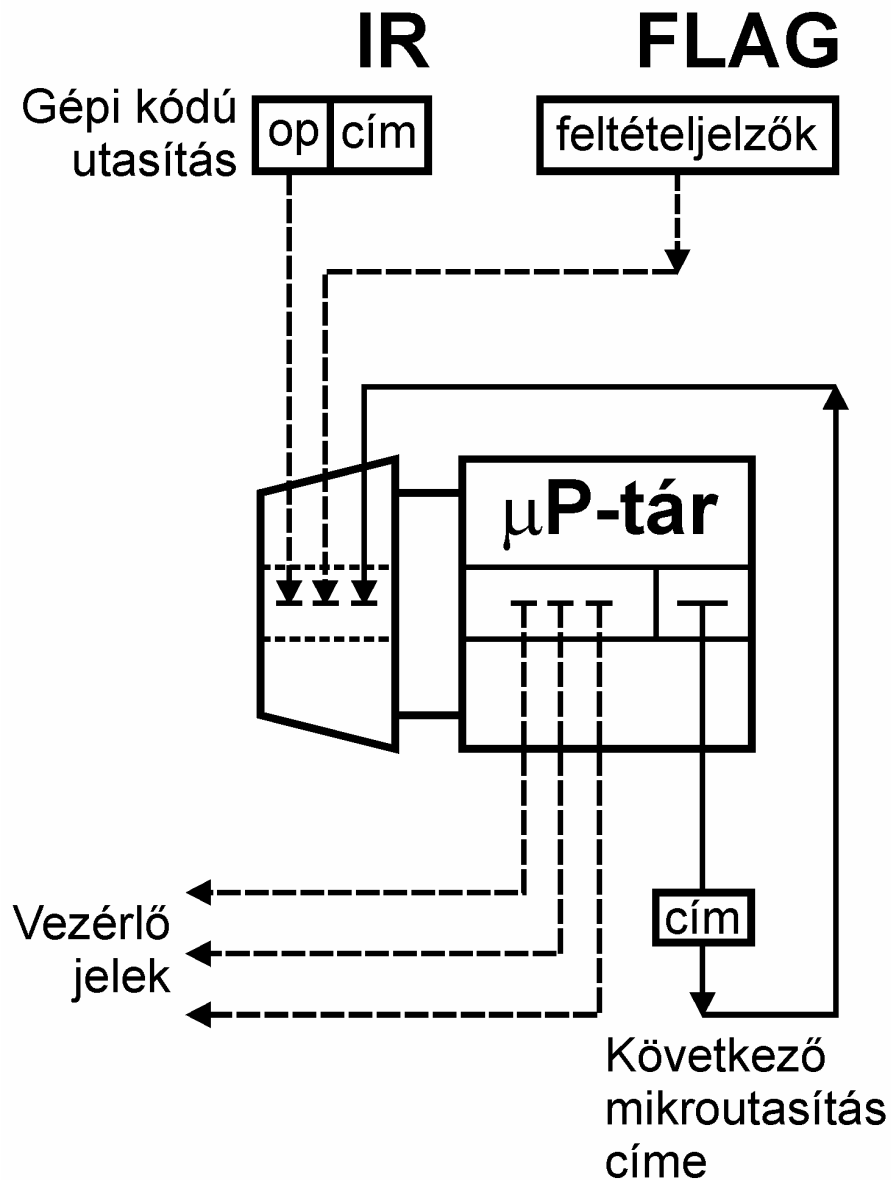 IR
FLAG
Gépi kódú
utasítás
op
cím
feltételjelzők
μP-tár
Vezérlő
jelek
cím
Következő
mikroutasítás
címe